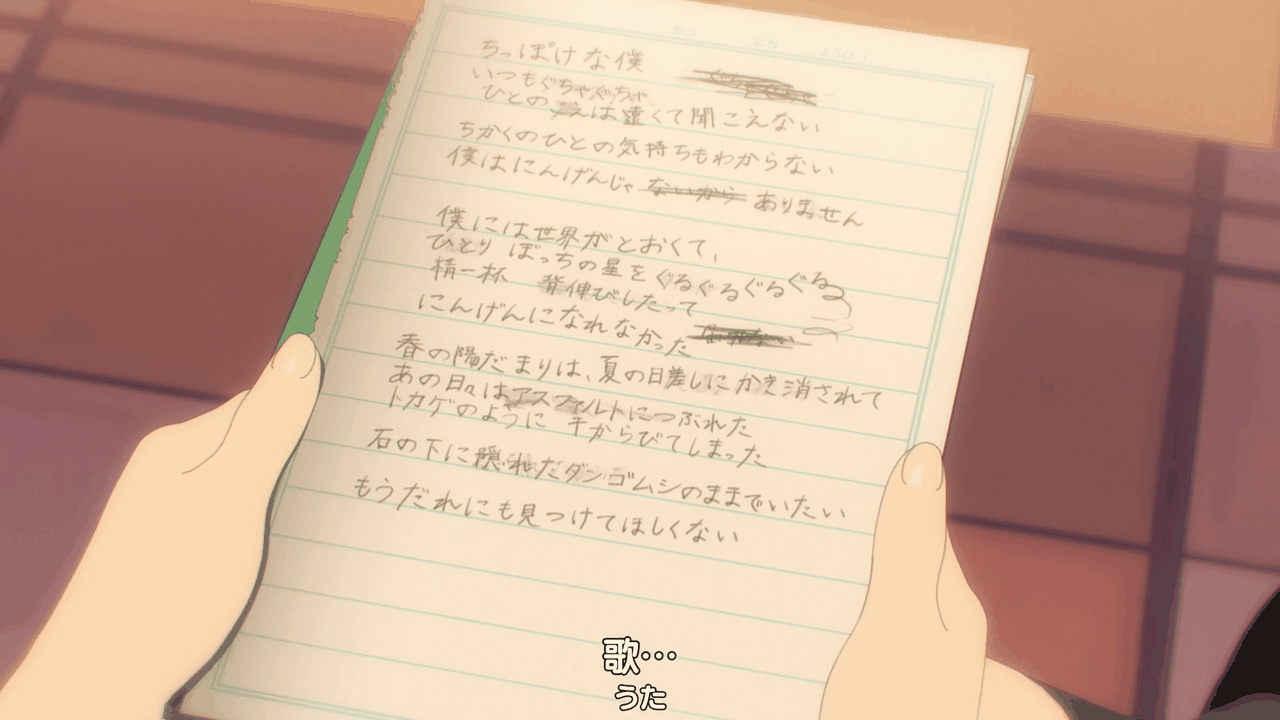 がつ にち ようび
ちっぽけな僕
いつもぐちゃぐちゃ
ひとの
は遠くて聞こえない
ちかくのひとの気持ちもわからない
僕はにんげんじゃ ないから ありません
僕には世界がとおくて、
ひとりぼっちの星をぐるぐるぐるぐる
精一杯 背伸びしたって
にんげんになれなかった
春の陽だまりは、夏の日差しにかき消されて
あの日々はアスファルトにつぶれた
トカゲのように 干からびてしまった
石の下に隠れたダンゴムシのままでいたい
もうだれにも見つけてほしくない
歌…
うた